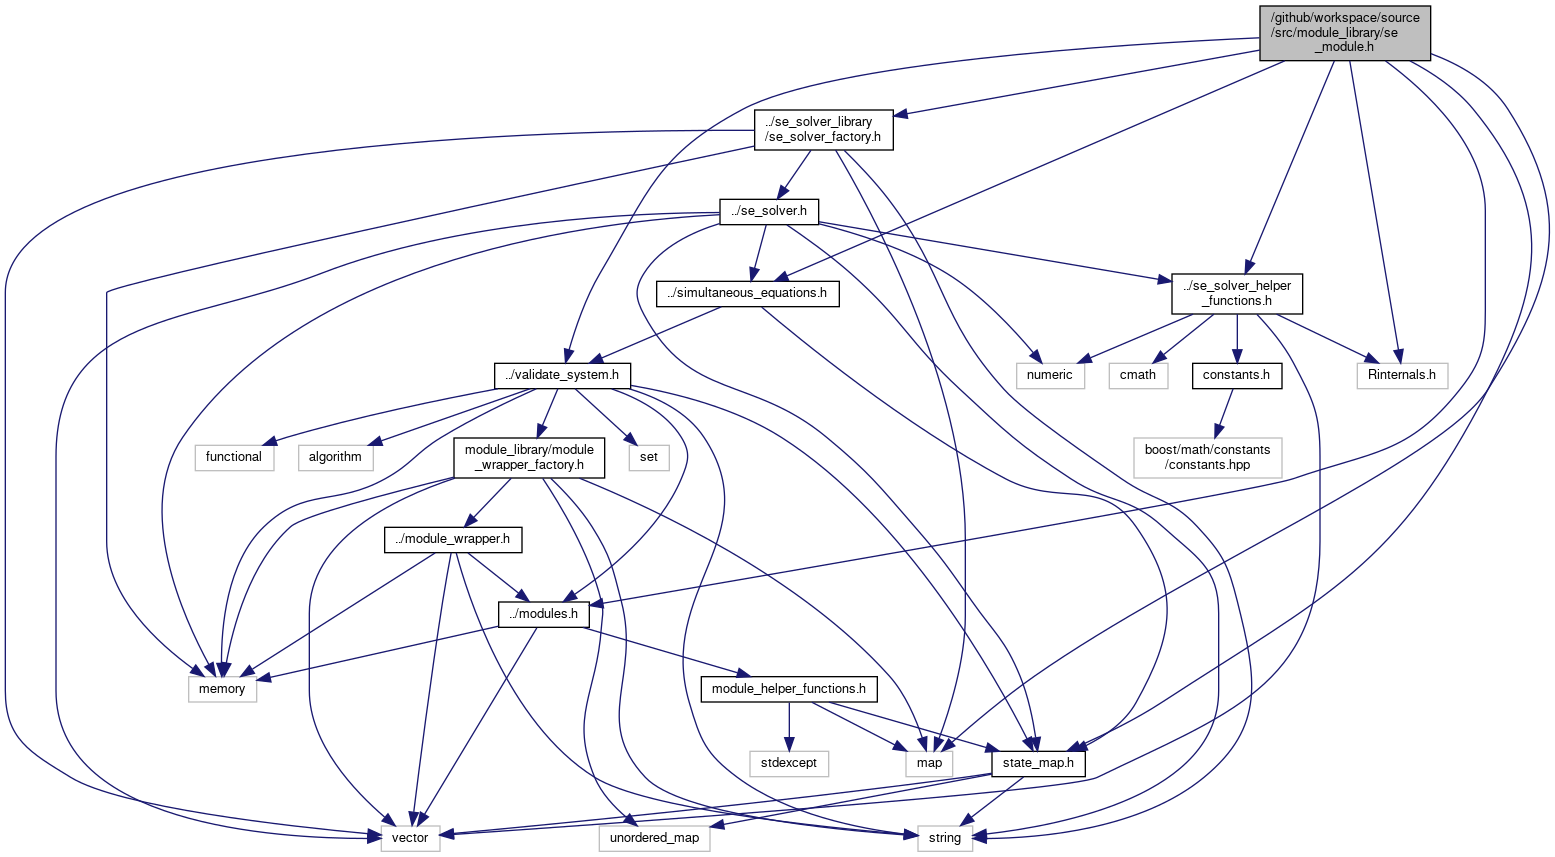 /github/workspace/source
/src/module_library/se
_module.h
../se_solver_library
/se_solver_factory.h
../se_solver.h
../simultaneous_equations.h
../se_solver_helper
_functions.h
../validate_system.h
numeric
cmath
constants.h
Rinternals.h
functional
algorithm
module_library/module
_wrapper_factory.h
set
boost/math/constants
/constants.hpp
../module_wrapper.h
../modules.h
memory
module_helper_functions.h
stdexcept
map
state_map.h
vector
unordered_map
string